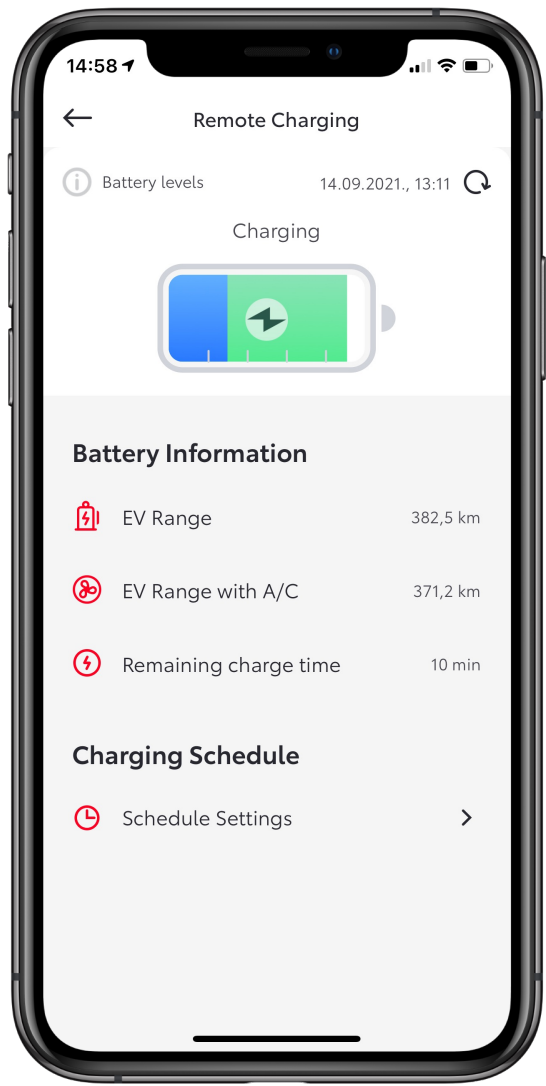 14:58
Remote Charging
Battery levels 14.09.2021., 13:11
Charging
Battery Information
EV Range 382,5 km
EV Range with A/C 371,2 km
Remaining charge time 10 min
Charging Schedule
Schedule Settings